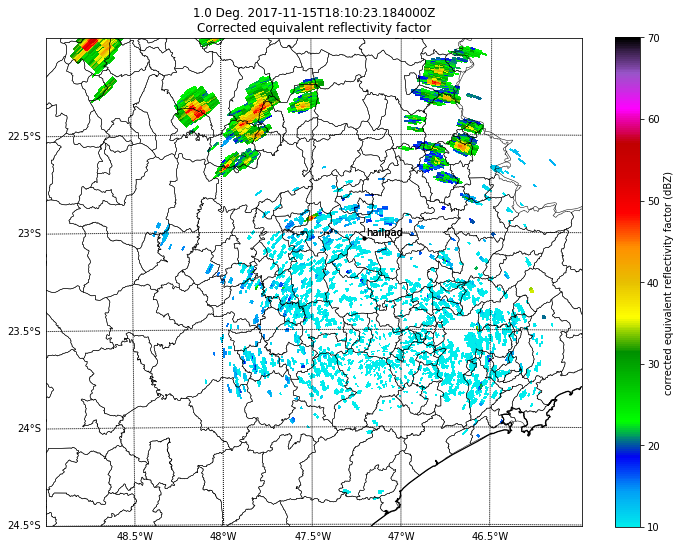 1.0 Deg. 2017-11-15T18:10:23.184000Z
Corrected equivalent reflectivity factor
22.5°S
23°S
23.5°S
24°S
24.5°S
48.5°W
48°W
47.5°W
47°W
46.5°W
hailpad
70
60
50
40
30
20
10
corrected equivalent reflectivity factor (dBZ)